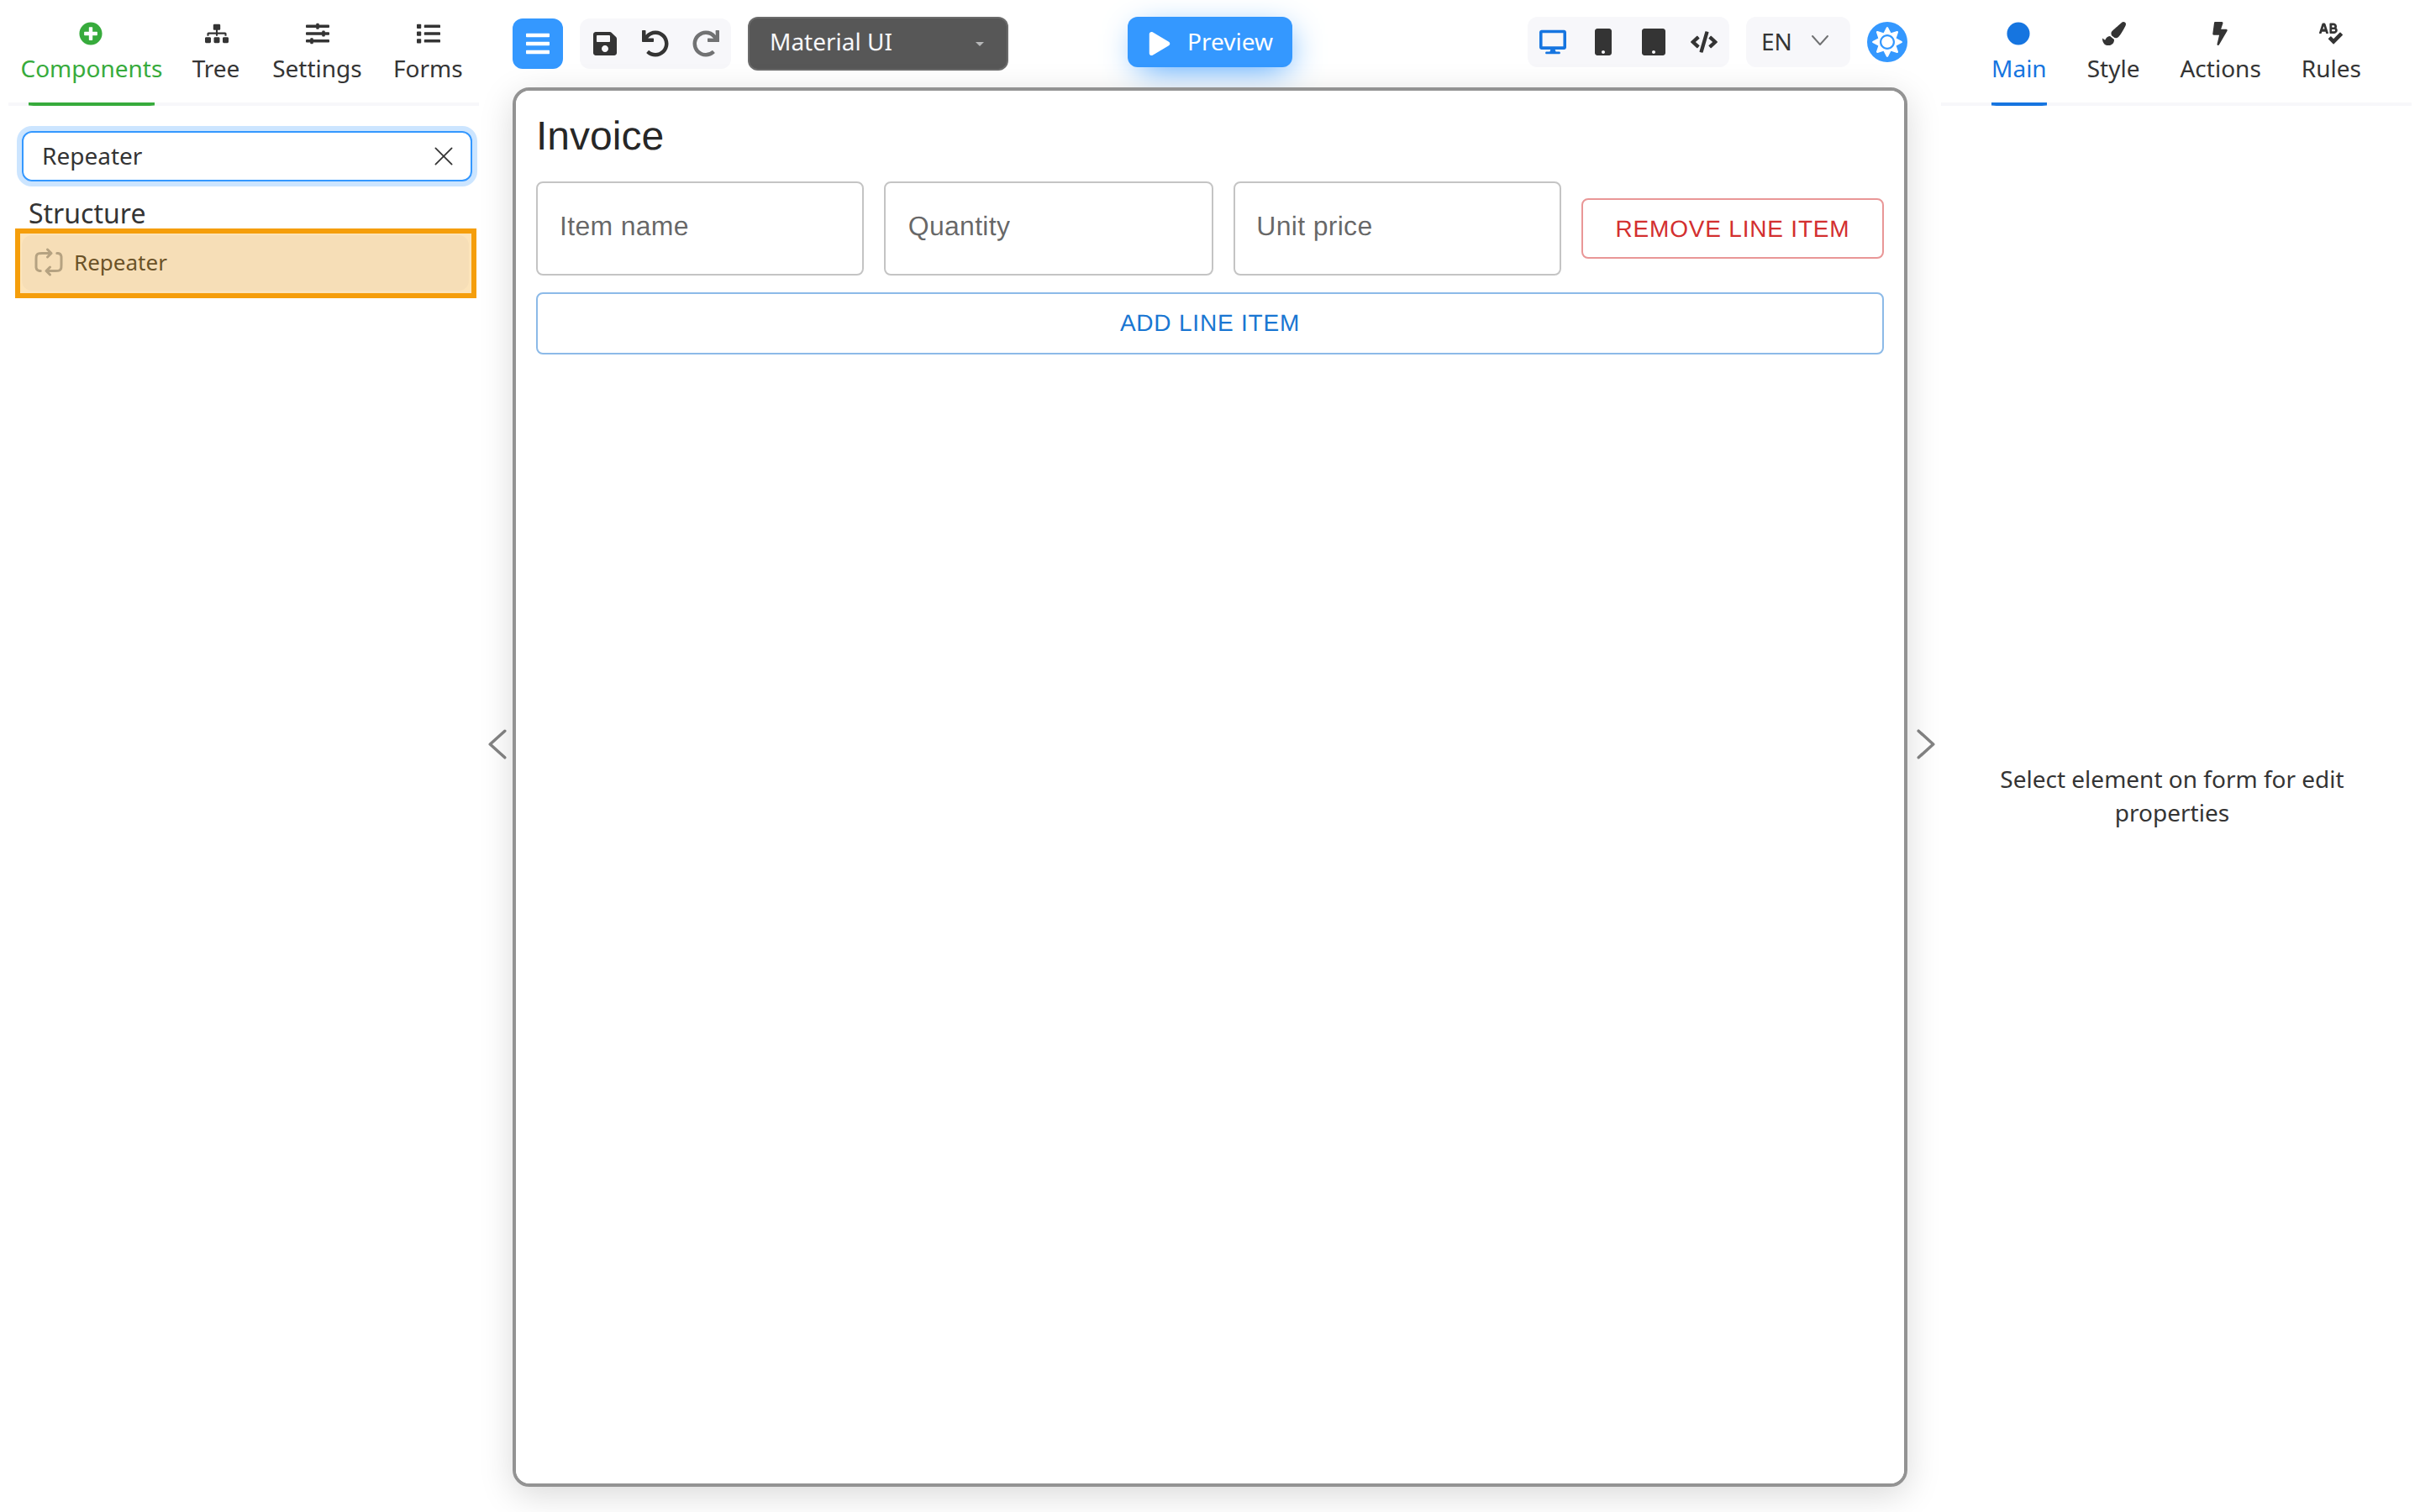 Components
Tree
Settings
Forms
Material UI
Preview
EN
Main
Style
Actions
AB
Rules
Repeater
Structure
Repeater
Invoice
Item name
Quantity
Unit price
REMOVE LINE ITEM
ADD LINE ITEM
Select element on form for edit
properties